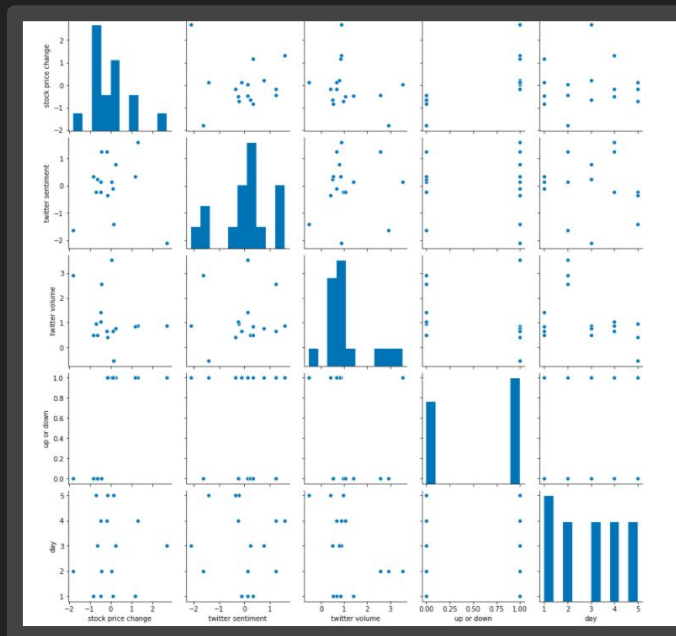 stock price change
2
1
0
−1
−2
twitter sentiment
1
0
−1
−2
twitter volume
3
2
1
0
up or down
1.0
0.8
0.6
0.4
0.2
0.0
day
5
4
3
2
1
−2 −1 0 1 2
−2 −1 0 1
0 1 2 3
0.00 0.25 0.50 0.75 1.00
1 2 3 4 5
stock price change
twitter sentiment
twitter volume
up or down
day